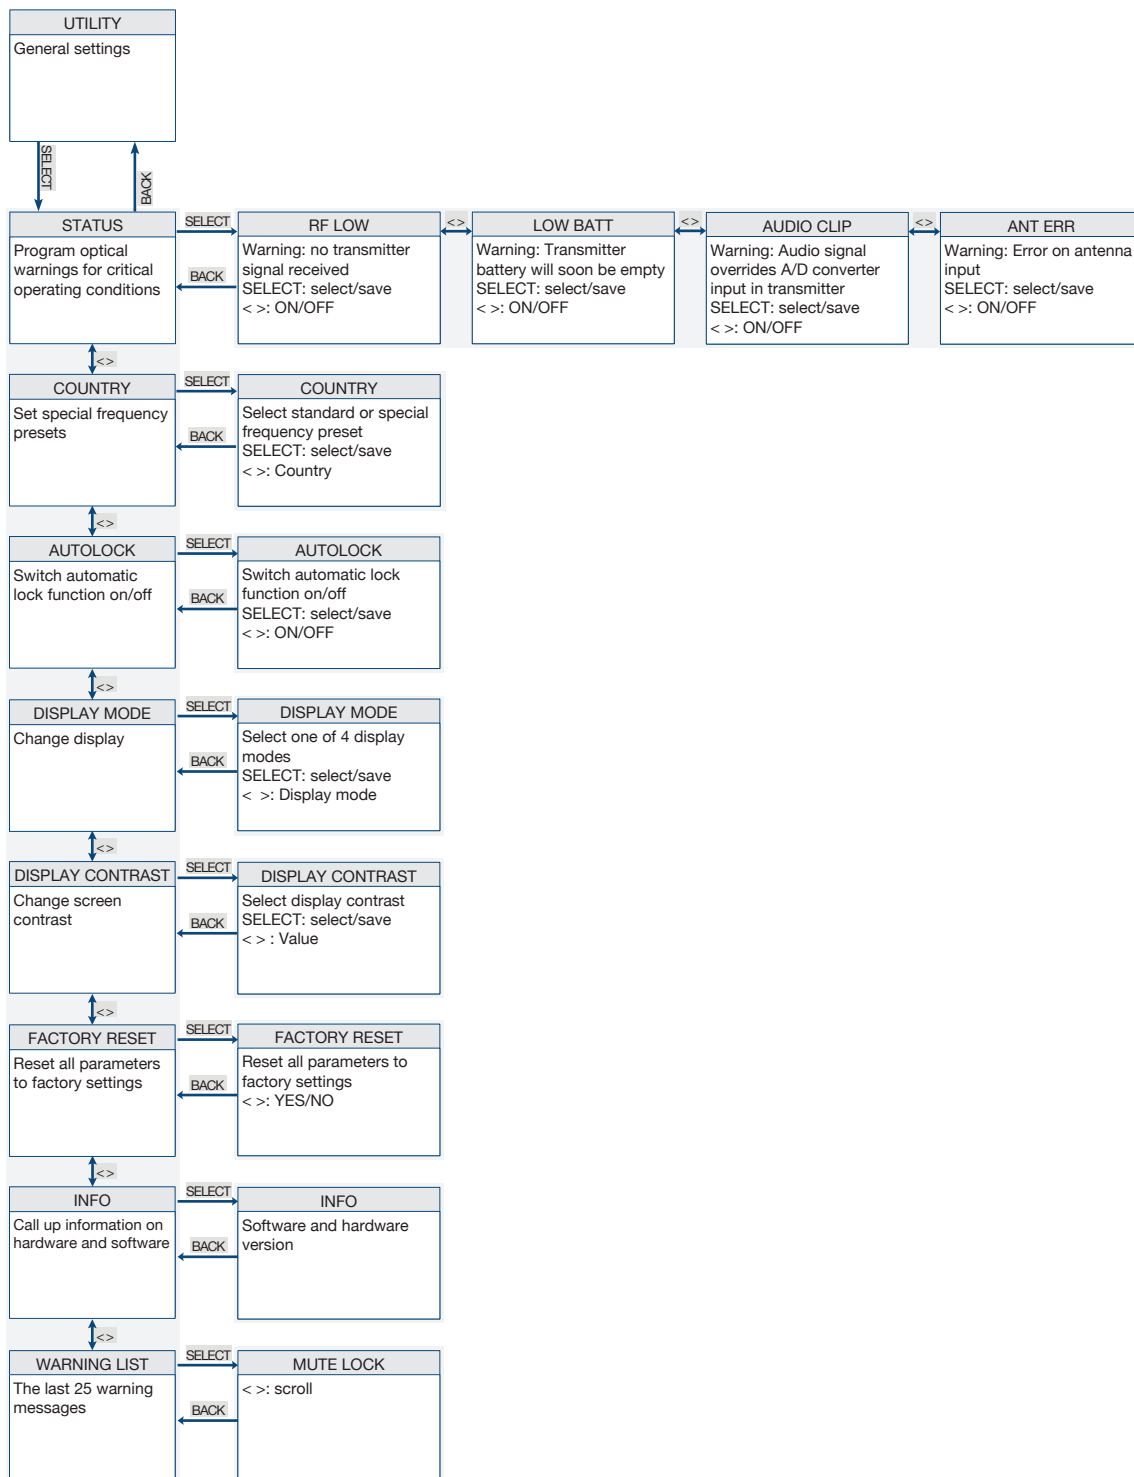 UTILITY
General settings
SELECT
BACK
STATUS
Program optical
warnings for critical
operating conditions
SELECT
BACK
RF LOW
Warning: no transmitter
signal received
SELECT: select/save
< >: ON/OFF
<>
LOW BATT
Warning: Transmitter
battery will soon be empty
SELECT: select/save
< >: ON/OFF
<>
AUDIO CLIP
Warning: Audio signal
overrides A/D converter
input in transmitter
SELECT: select/save
< >: ON/OFF
<>
ANT ERR
Warning: Error on antenna
input
SELECT: select/save
< >: ON/OFF
<>
COUNTRY
Set special frequency
presets
SELECT
BACK
COUNTRY
Select standard or special
frequency preset
SELECT: select/save
< >: Country
<>
AUTOLOCK
Switch automatic
lock function on/off
SELECT
BACK
AUTOLOCK
Switch automatic lock
function on/off
SELECT: select/save
< >: ON/OFF
<>
DISPLAY MODE
Change display
SELECT
BACK
DISPLAY MODE
Select one of 4 display
modes
SELECT: select/save
<  >: Display mode
<>
DISPLAY CONTRAST
Change screen
contrast
SELECT
BACK
DISPLAY CONTRAST
Select display contrast
SELECT: select/save
< > : Value
<>
FACTORY RESET
Reset all parameters
to factory settings
SELECT
BACK
FACTORY RESET
Reset all parameters to
factory settings
< >: YES/NO
<>
INFO
Call up information on
hardware and software
SELECT
BACK
INFO
Software and hardware
version
<>
WARNING LIST
The last 25 warning
messages
SELECT
BACK
MUTE LOCK
< >: scroll